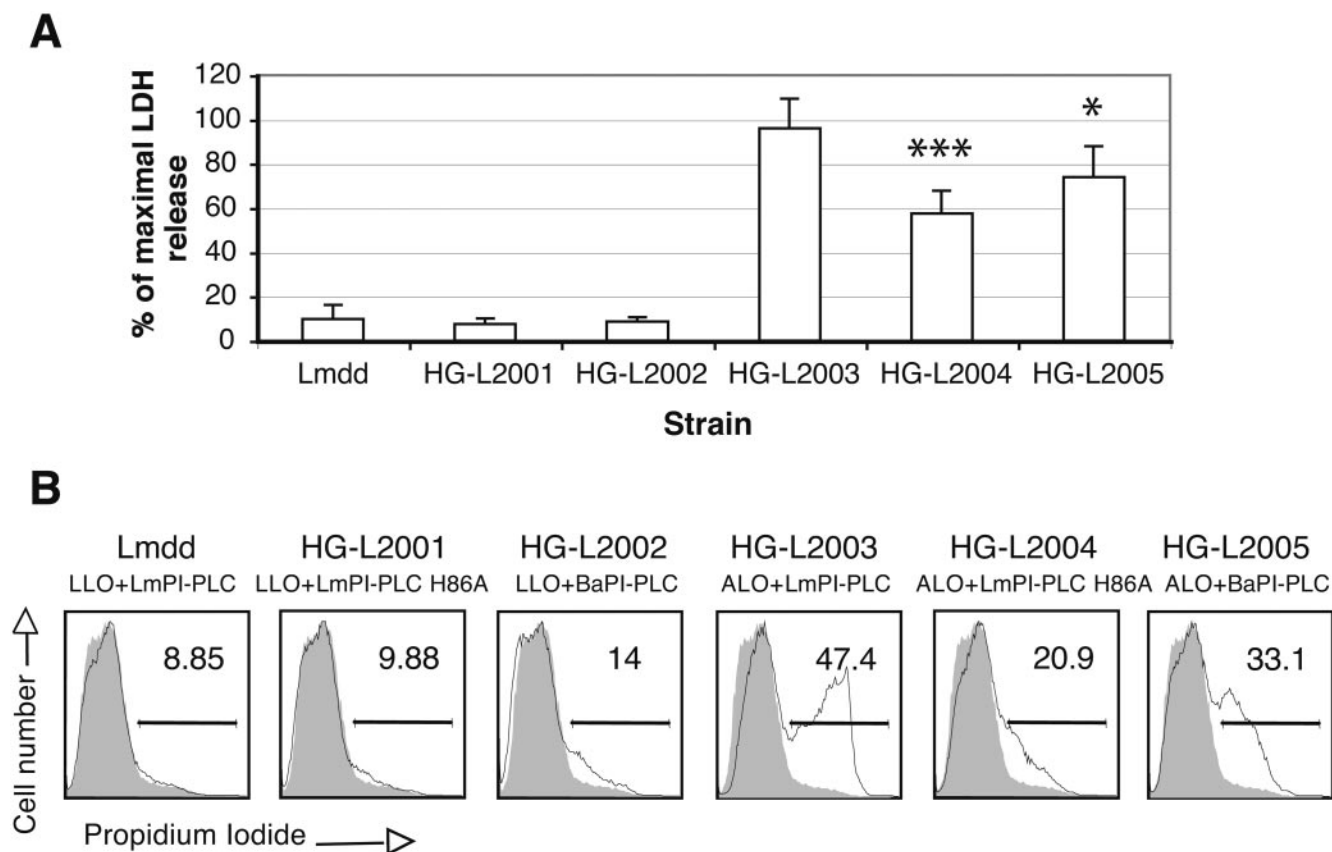 A
% of maximal LDH
release
120
100
80
60
40
20
0
***
*
Lmdd HG-L2001 HG-L2002 HG-L2003 HG-L2004 HG-L2005
Strain
B
Lmdd HG-L2001 HG-L2002 HG-L2003 HG-L2004 HG-L2005
LLO+LmPI-PLC LLO+LmPI-PLC H86A LLO+BaPI-PLC ALO+LmPI-PLC ALO+LmPI-PLC H86A ALO+BaPI-PLC
8.85 9.88 14 47.4 20.9 33.1
Cell number
Propidium Iodide